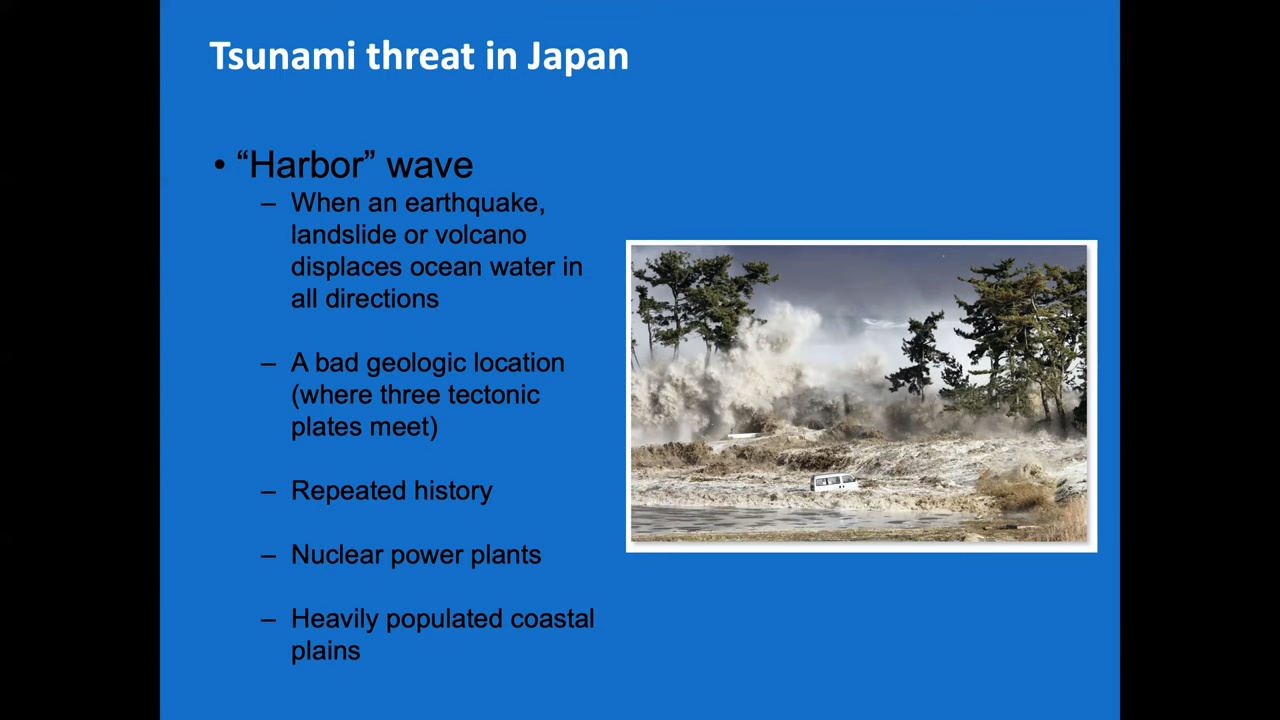 Tsunami threat in Japan
• “Harbor” wave
– When an earthquake,
landslide or volcano
displaces ocean water in
all directions
– A bad geologic location
(where three tectonic
plates meet)
– Repeated history
– Nuclear power plants
– Heavily populated coastal
plains